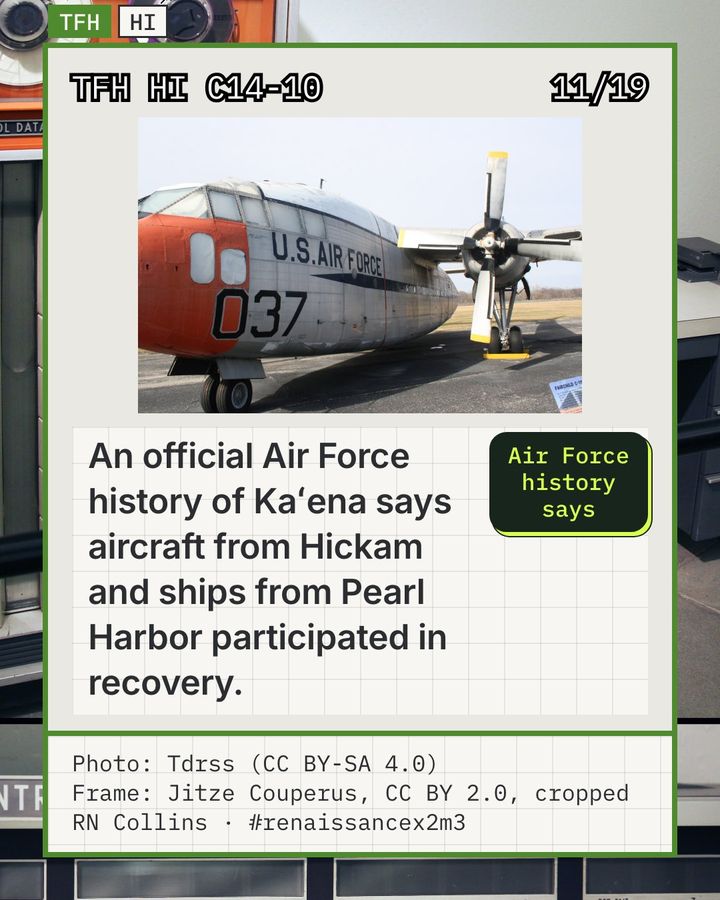 TFH HI
TFH HI C14-10 11/19
U.S.AIR FORCE
037
An official Air Force
history of Kaʻena says
aircraft from Hickam
and ships from Pearl
Harbor participated in
recovery.
Air Force
history
says
Photo: Tdrss (CC BY-SA 4.0)
Frame: Jitze Couperus, CC BY 2.0, cropped
RN Collins · #renaissancex2m3